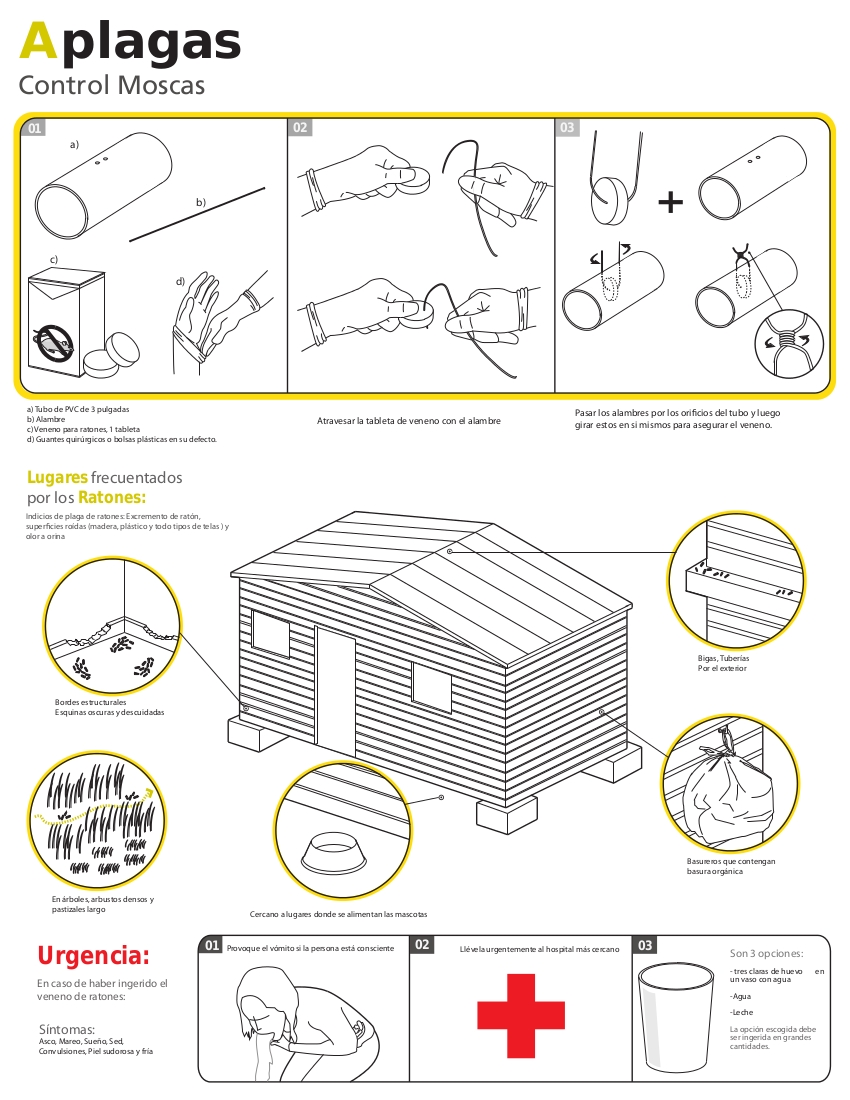 Aplagas
Control Moscas
01
a)
b)
c)
d)
02
03
a) Tubo de PVC de 3 pulgadas
b) Alambre
c) Veneno para ratones, 1 tableta
d) Guantes quirúrgicos o bolsas plásticas en su defecto.
Atravesar la tableta de veneno con el alambre
Pasar los alambres por los orificios del tubo y luego
girar estos en si mismos para asegurar el veneno.
Lugares frecuentados
por los Ratones:
Indicios de plaga de ratones: Excremento de ratón,
superficies roidas (madera, plástico y todo tipos de telas ) y
olor a orina
Bordes estructurales
Esquinas oscuras y descuidadas
Bigas, Tuberías
Por el exterior
En árboles, arbustos densos y
pastizales largo
Cercano a lugares donde se alimentan las mascotas
Basureros que contengan
basura orgánica
Urgencia:
En caso de haber ingerido el
veneno de ratones:
Síntomas:
Asco, Mareo, Sueño, Sed,
Convulsiones, Piel sudorosa y fría
01
Provoque el vómito si la persona está consciente
02
Llévela urgentemente al hospital más cercano
03
Son 3 opciones:
- tres claras de huevo en
un vaso con agua
-Agua
-Leche
La opción escogida debe
ser ingerida en grandes
cantidades.